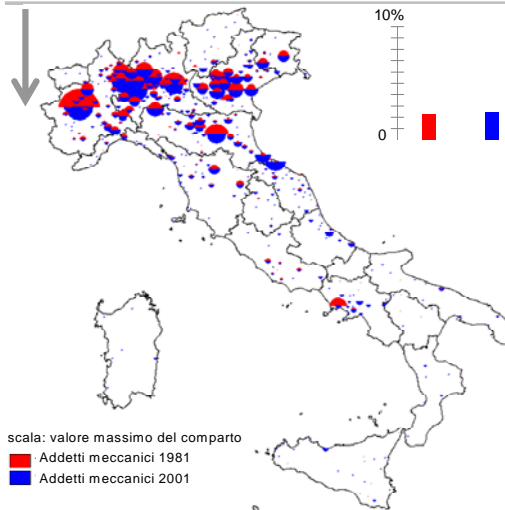 10%
0
scala: valore massimo del comparto
Addetti meccanici 1981
Addetti meccanici 2001